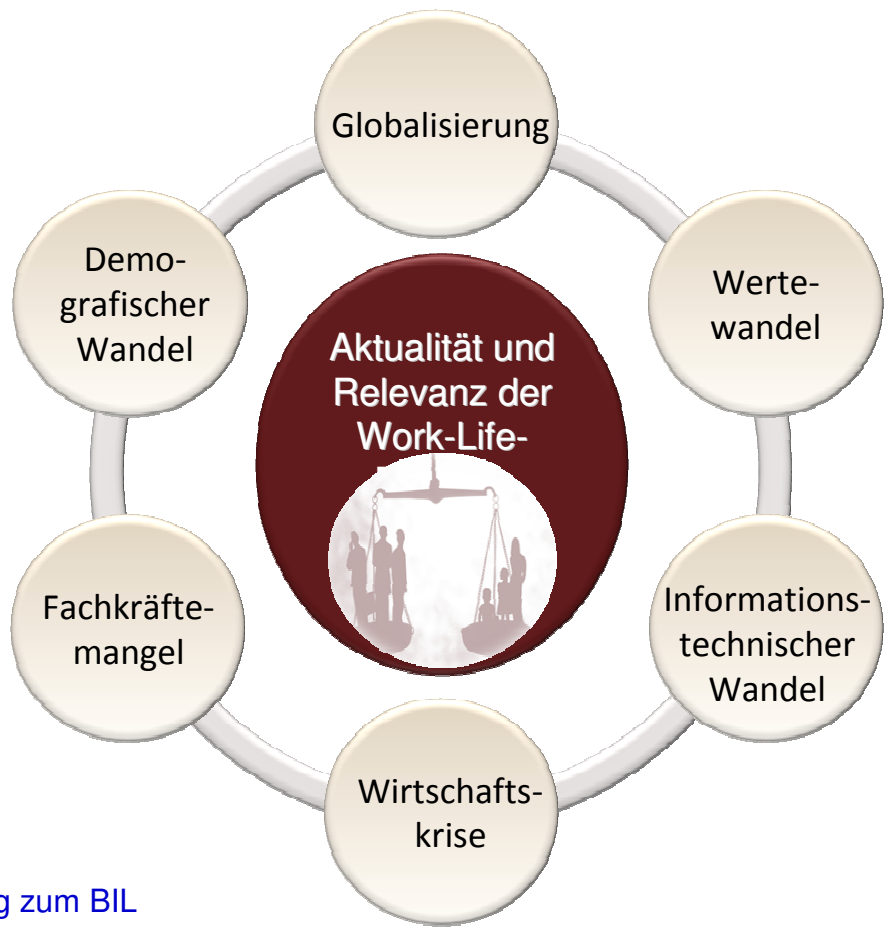 Globalisierung
Demo-
grafischer
Wandel
Werte-
wandel
Aktualität und
Relevanz der
Work-Life-
Fachkräfte-
mangel
Informations-
technischer
Wandel
Wirtschafts-
krise
zum BIL